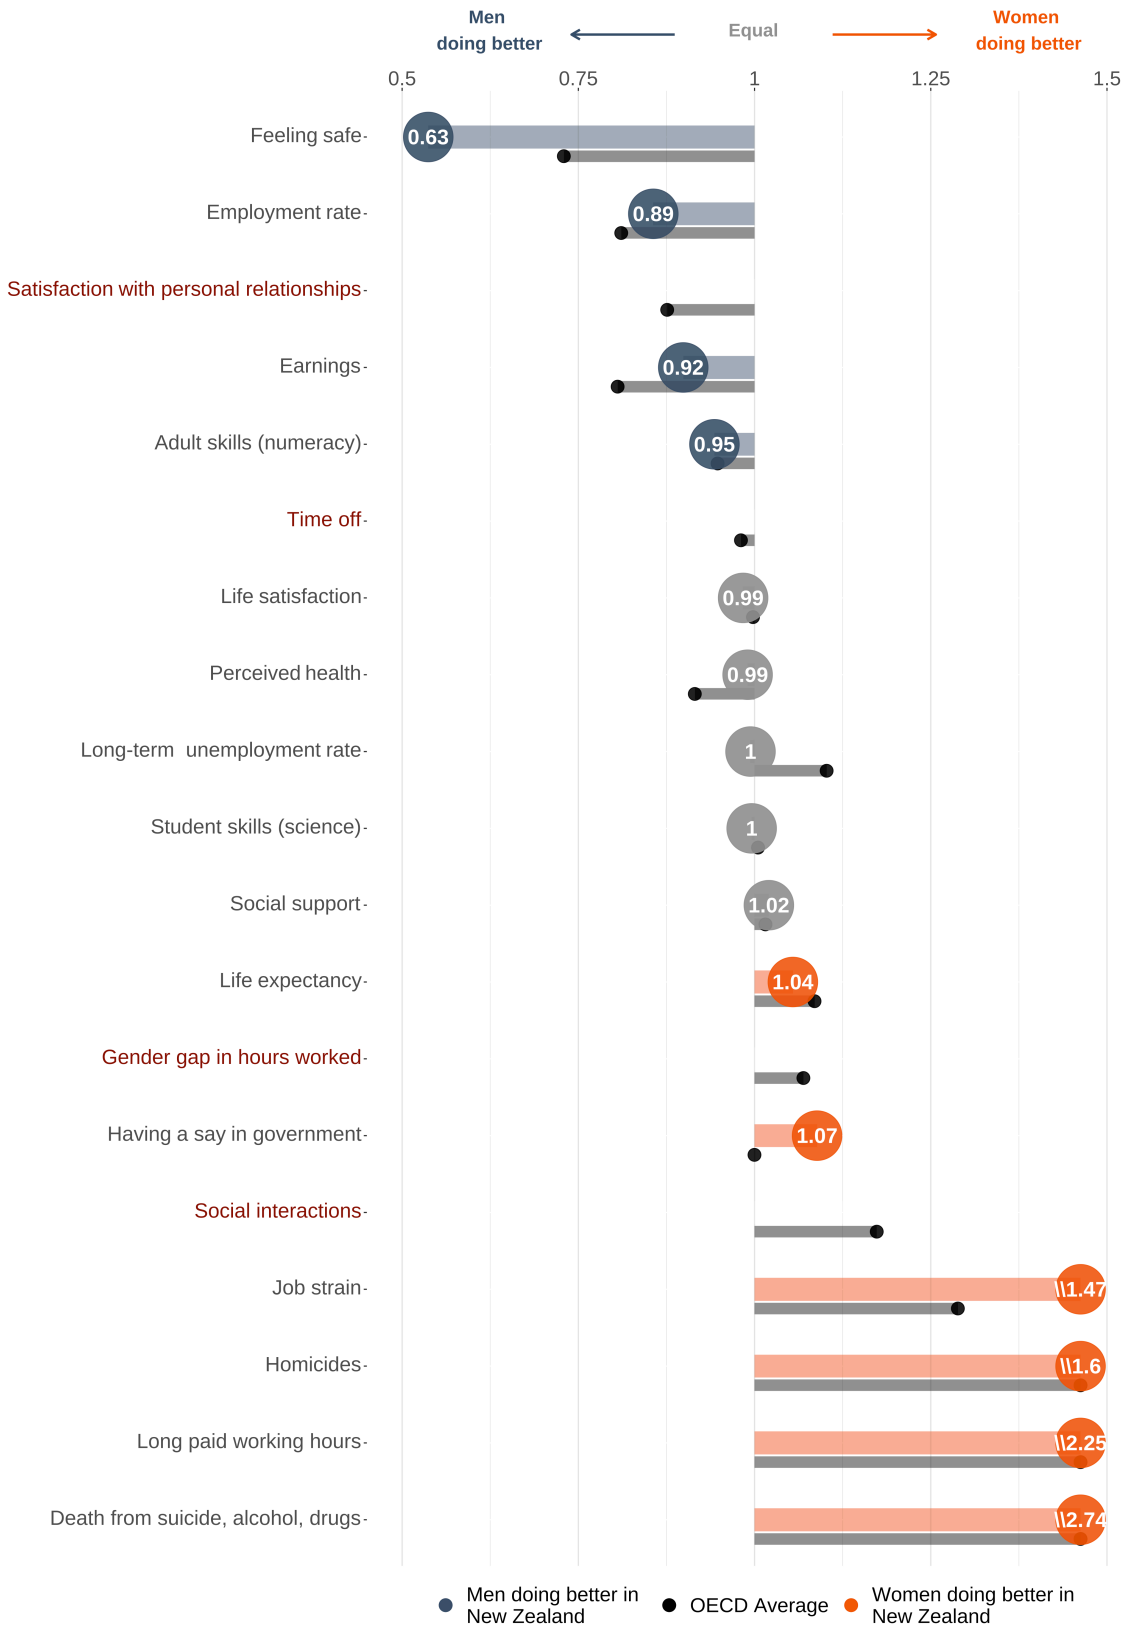 Men
doing better
Equal
Women
doing better
0.5 0.75 1 1.25 1.5
Feeling safe 0.63
Employment rate 0.89
Satisfaction with personal relationships
Earnings 0.92
Adult skills (numeracy) 0.95
Time off
Life satisfaction 0.99
Perceived health 0.99
Long-term unemployment rate 1
Student skills (science) 1
Social support 1.02
Life expectancy 1.04
Gender gap in hours worked
Having a say in government 1.07
Social interactions
Job strain \\1.47
Homicides \\1.6
Long paid working hours \\2.25
Death from suicide, alcohol, drugs \\2.74
Men doing better in
New Zealand
OECD Average
Women doing better in
New Zealand